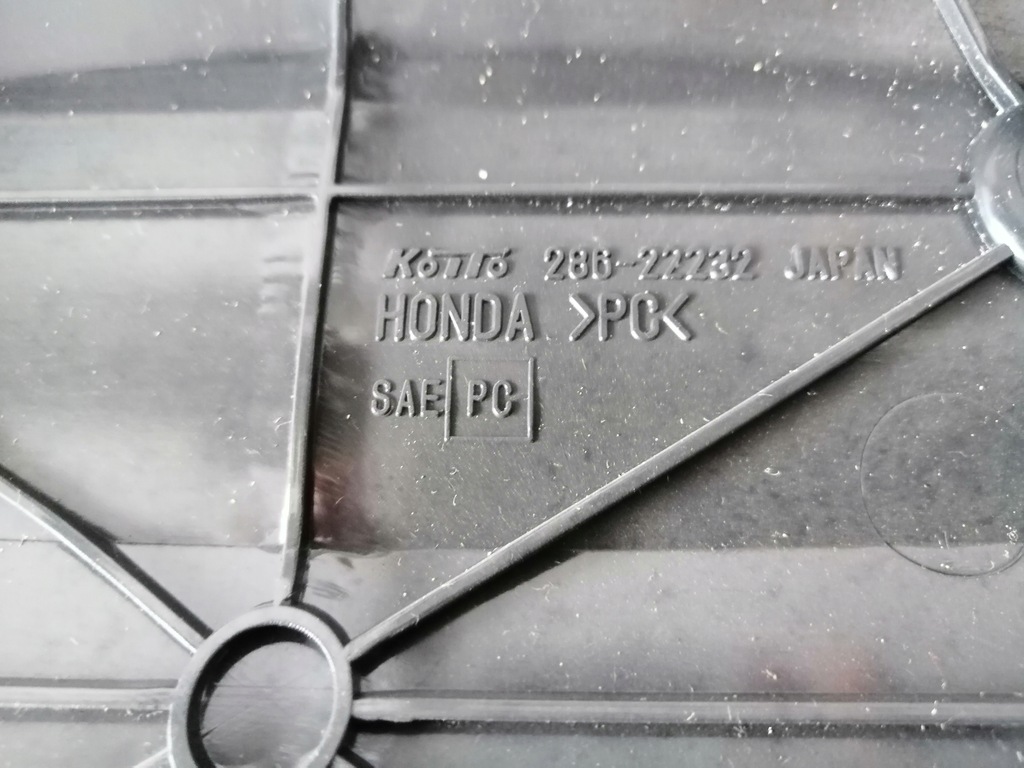 KOITO 286-22232 JAPAN
HONDA >PC<
SAE PC